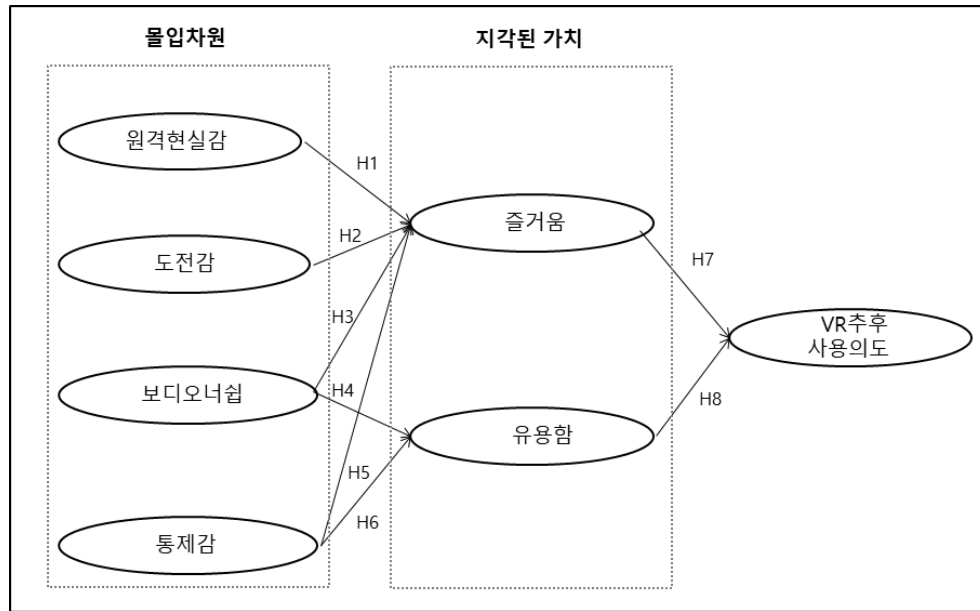 몰입차원
지각된 가치
원격현실감
H1
즐거움
도전감
H2
H7
H3
VR추후
사용의도
보디오너쉽
H4
H8
유용함
H5
H6
통제감